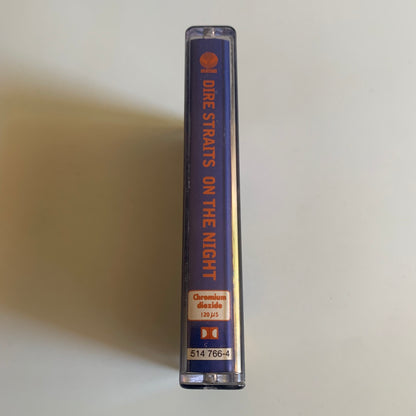 DIRE STRAITS ON THE NIGHT
Chromium
dioxide
120 µS
514 766-4